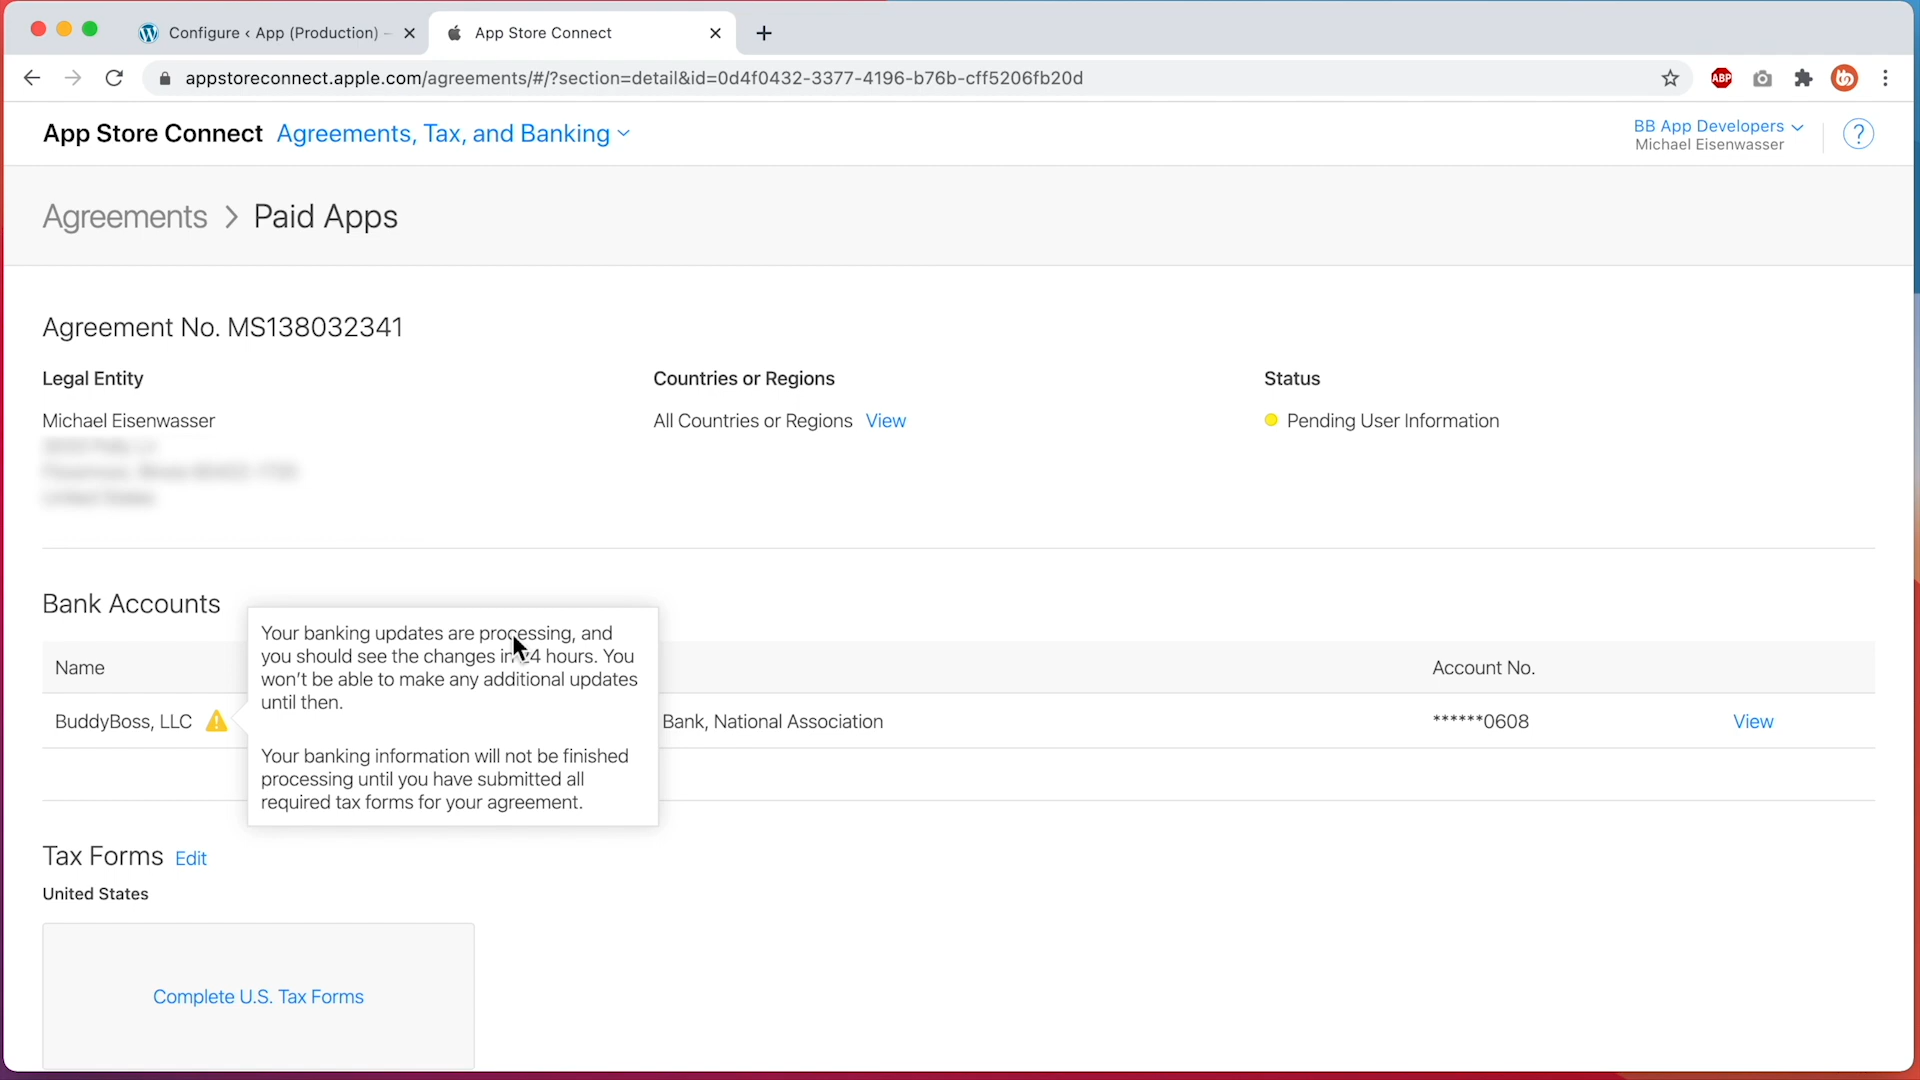 Configure ‹ App (Production) –
App Store Connect
appstoreconnect.apple.com/agreements/#/?section=detail&id=0d4f0432-3377-4196-b76b-cff5206fb20d
ABP
App Store Connect Agreements, Tax, and Banking
BB App Developers
Michael Eisenwasser
?
Agreements > Paid Apps
Agreement No. MS138032341
Legal Entity
Countries or Regions
Status
Michael Eisenwasser
All Countries or Regions View
Pending User Information
Bank Accounts
Your banking updates are processing, and
you should see the changes in 24 hours. You
won't be able to make any additional updates
until then.
Your banking information will not be finished
processing until you have submitted all
required tax forms for your agreement.
Name
Account No.
BuddyBoss, LLC
Bank, National Association
******0608
View
Tax Forms Edit
United States
Complete U.S. Tax Forms